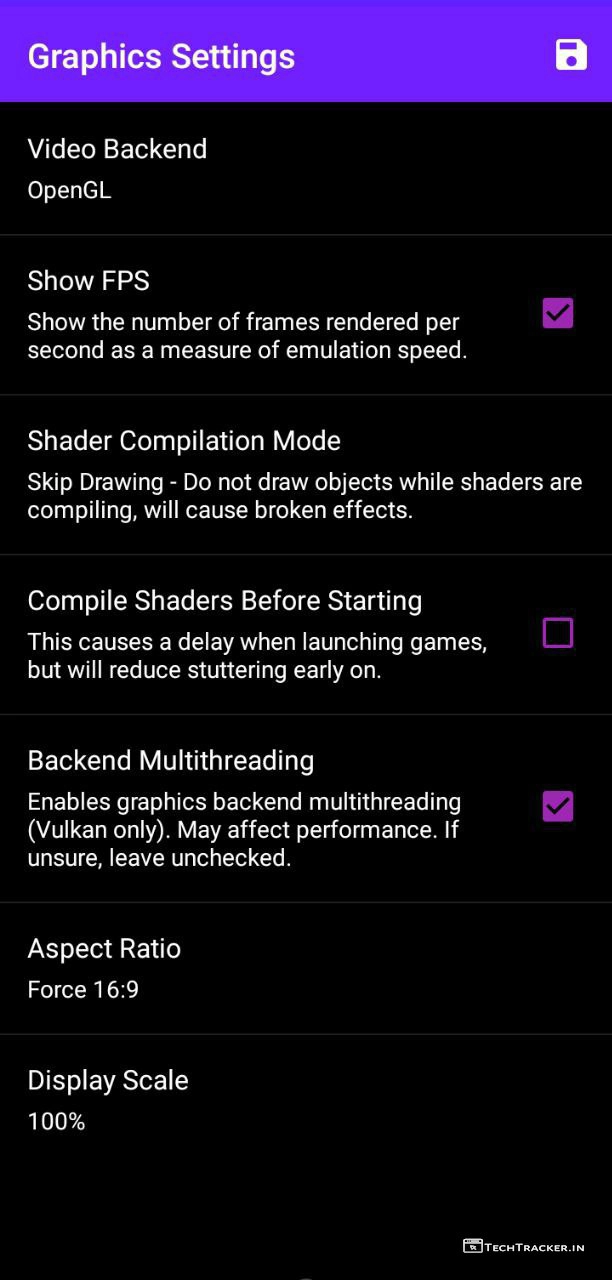 Graphics Settings
Video Backend
OpenGL
Show FPS
Show the number of frames rendered per
second as a measure of emulation speed.
Shader Compilation Mode
Skip Drawing - Do not draw objects while shaders are
compiling, will cause broken effects.
Compile Shaders Before Starting
This causes a delay when launching games,
but will reduce stuttering early on.
Backend Multithreading
Enables graphics backend multithreading
(Vulkan only). May affect performance. If
unsure, leave unchecked.
Aspect Ratio
Force 16:9
Display Scale
100%
TECHTRACKER.IN